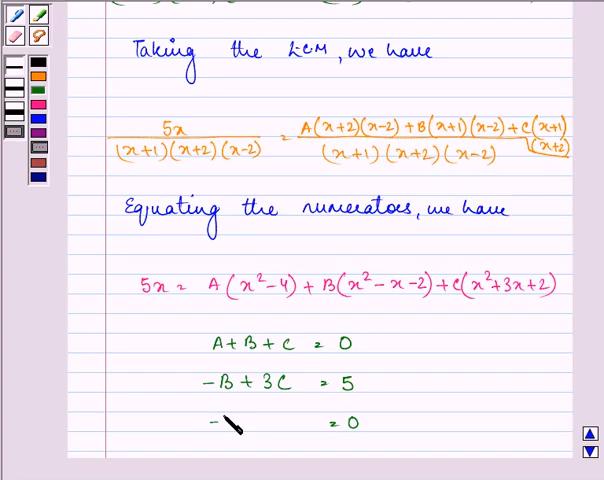 Taking the LCM, we have
5x / (x+1)(x+2)(x-2) = A(x+2)(x-2) + B(x+1)(x-2) + C(x+1)(x+2) / (x+1)(x+2)(x-2)
Equating the numerators, we have
5x = A(x²-4) + B(x²-x-2) + C(x²+3x+2)
A + B + C = 0
-B + 3C = 5
- = 0